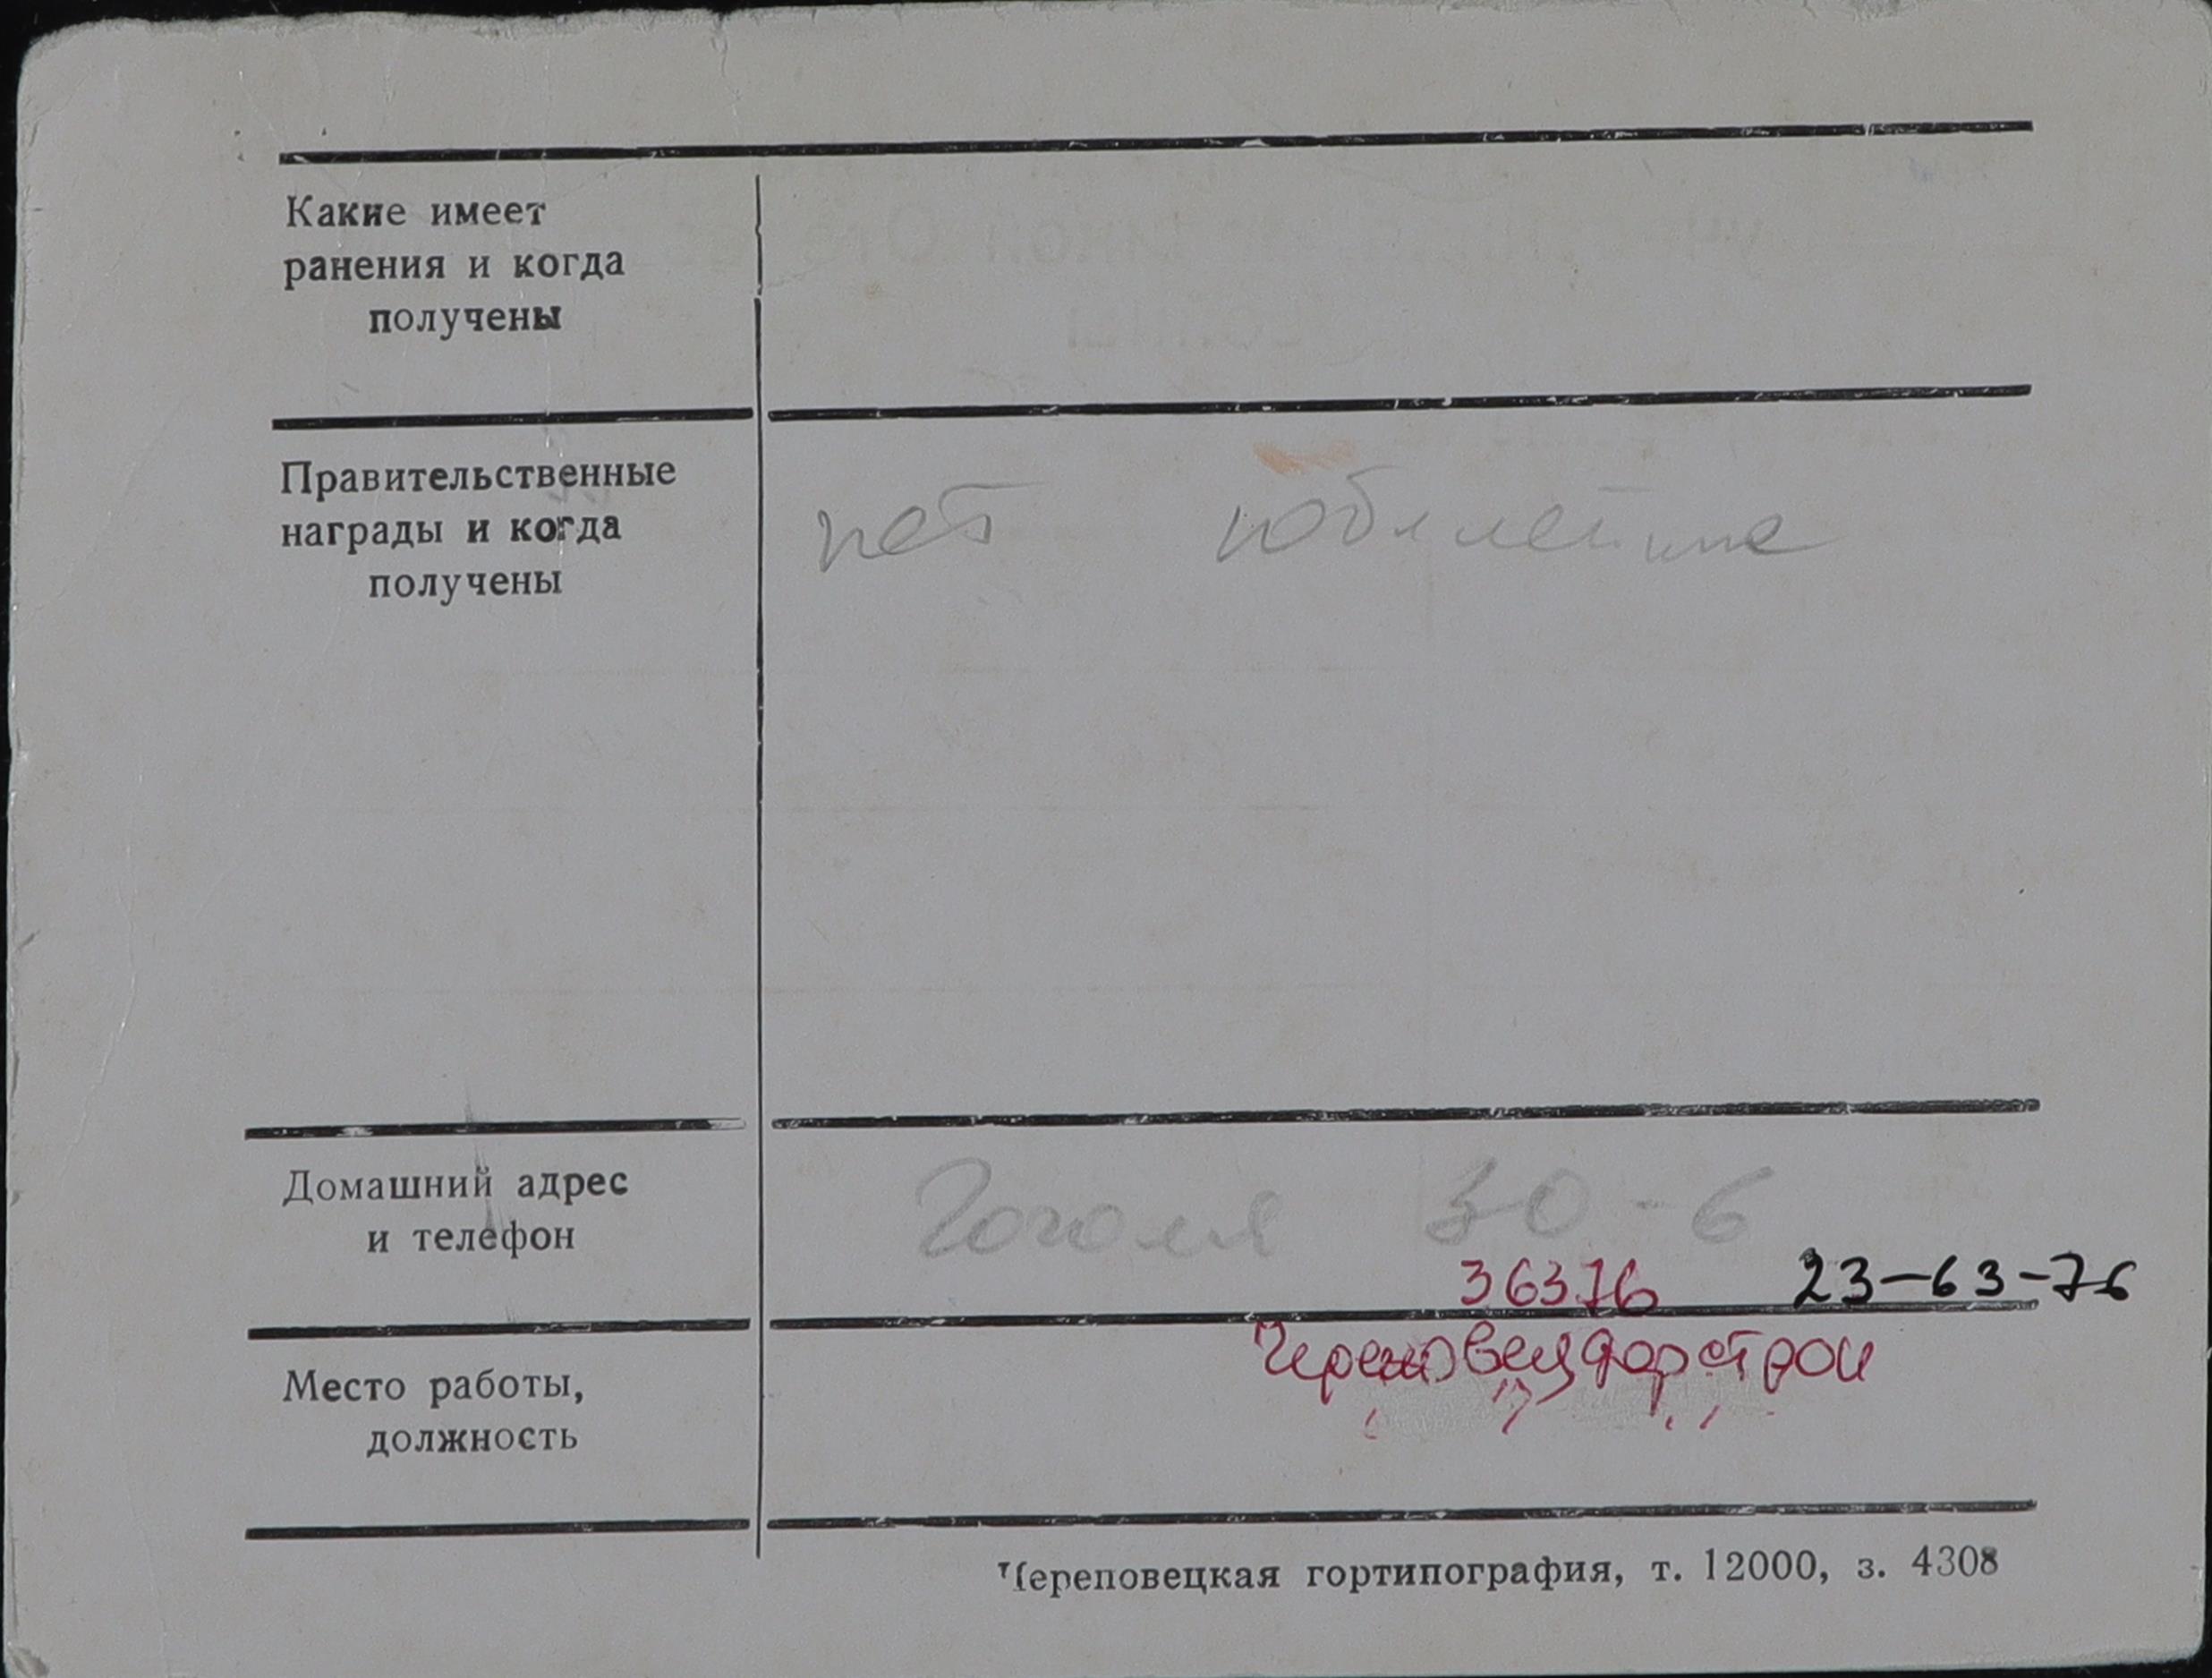 Какие имеет
ранения и когда
получены
Правительственные
награды и когда
получены
нет юбилейные
Домашний адрес
и телефон
Гоголя 30-6
36376 23-63-76
Место работы,
должность
Череповецдорстрой
Череповецкая гортипография, т. 12000, з. 4308